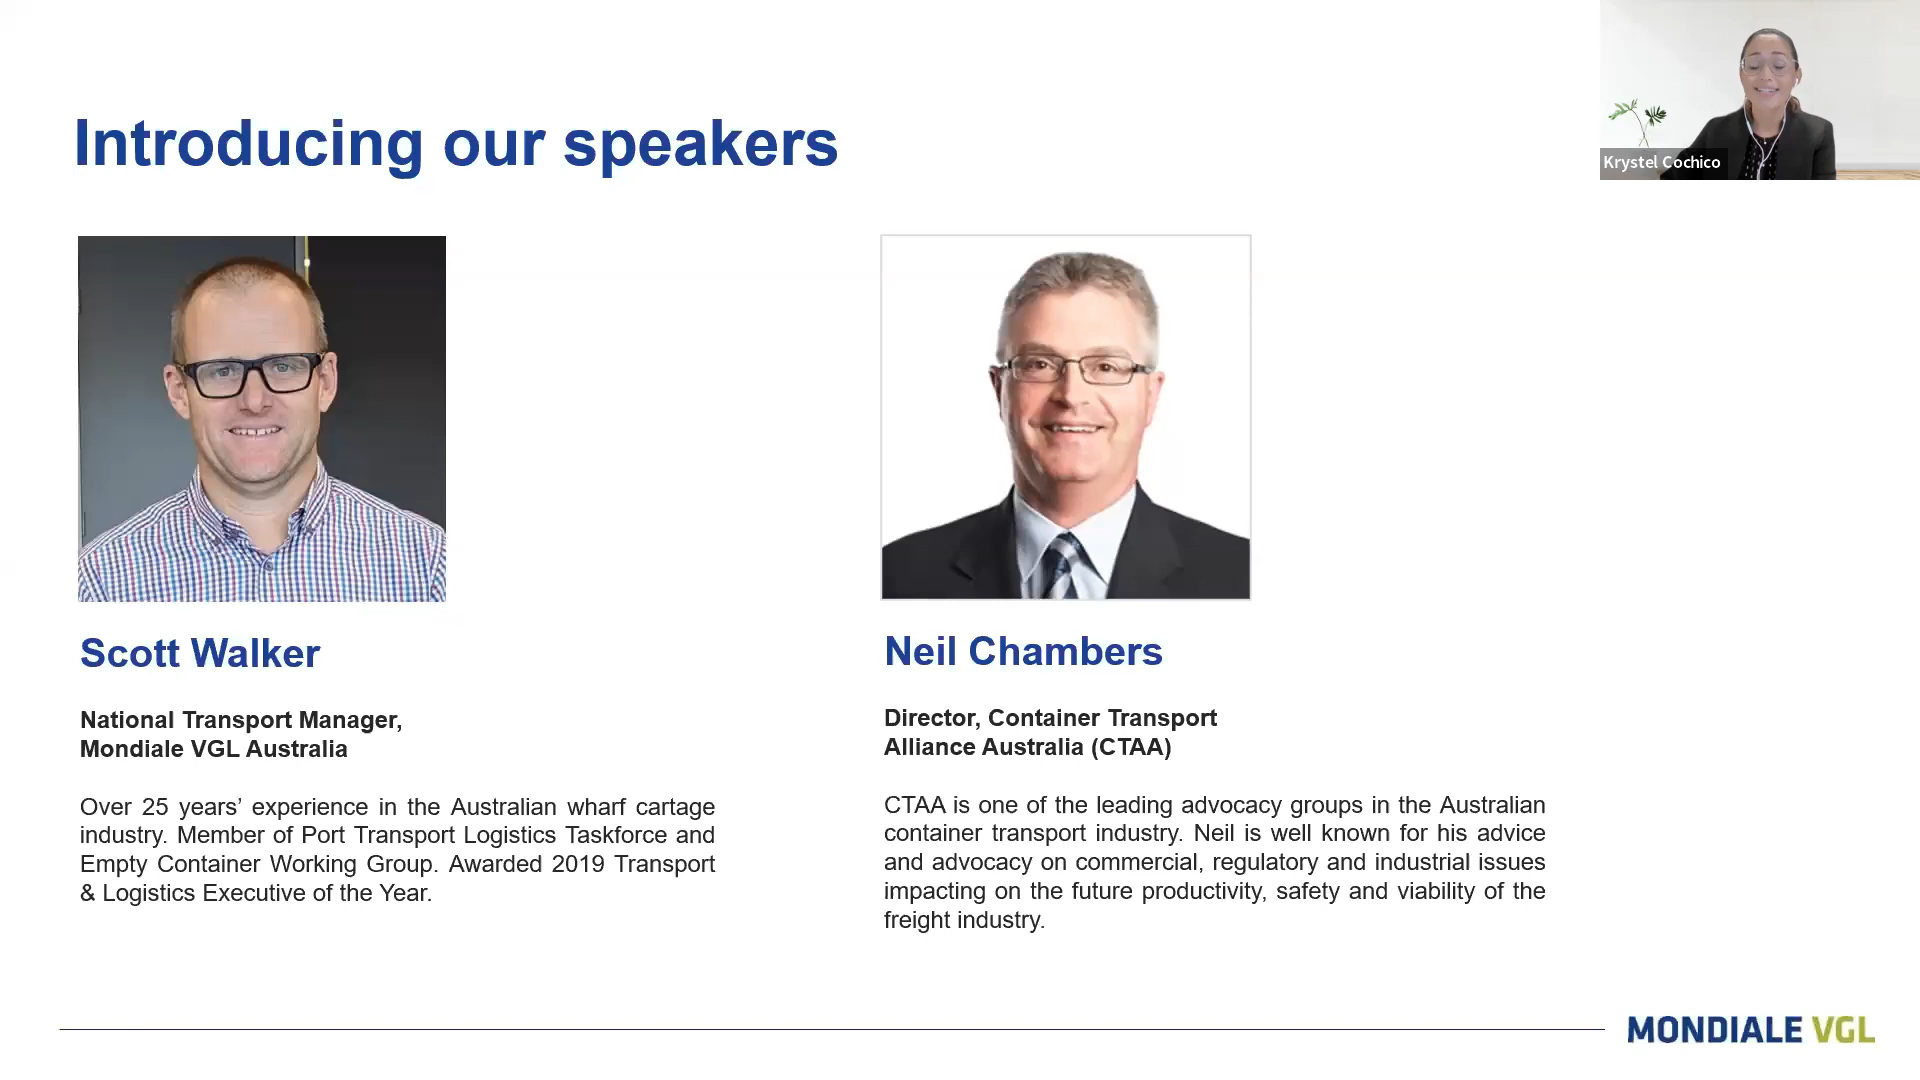 Introducing our speakers
Krystel Cochico
Scott Walker
National Transport Manager,
Mondiale VGL Australia
Over 25 years’ experience in the Australian wharf cartage
industry. Member of Port Transport Logistics Taskforce and
Empty Container Working Group. Awarded 2019 Transport
& Logistics Executive of the Year.
Neil Chambers
Director, Container Transport
Alliance Australia (CTAA)
CTAA is one of the leading advocacy groups in the Australian
container transport industry. Neil is well known for his advice
and advocacy on commercial, regulatory and industrial issues
impacting on the future productivity, safety and viability of the
freight industry.
MONDIALE VGL